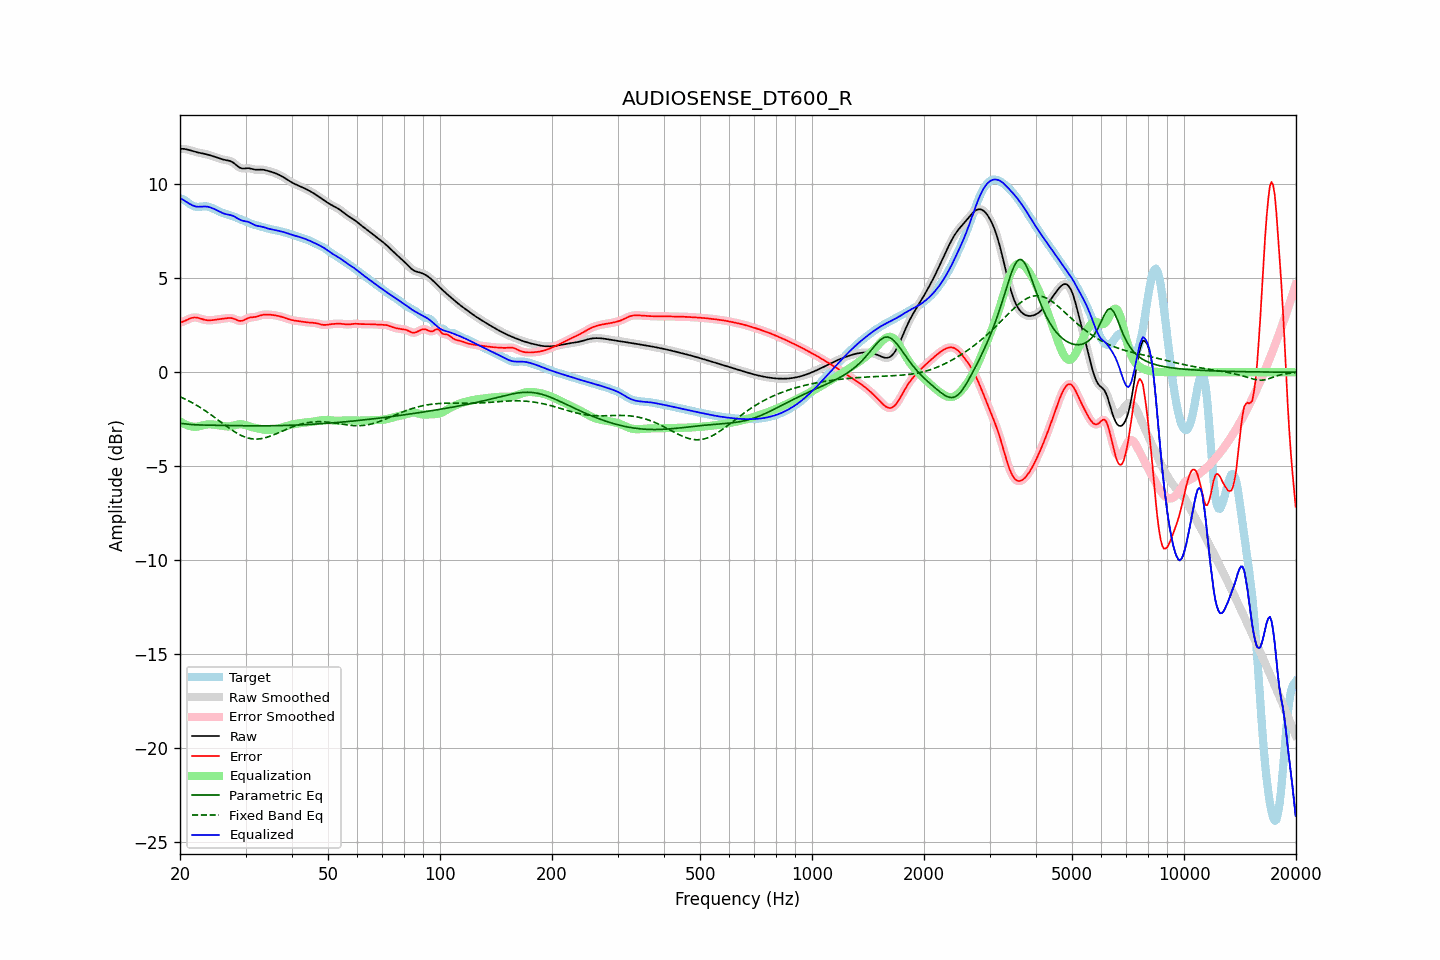 AUDIOSENSE_DT600_R
Amplitude (dBr)
10
5
0
−5
−10
−15
−20
−25
Target
Raw Smoothed
Error Smoothed
Raw
Error
Equalization
Parametric Eq
Fixed Band Eq
Equalized
20 50 100 200 500 1000 2000 5000 10000 20000
Frequency (Hz)